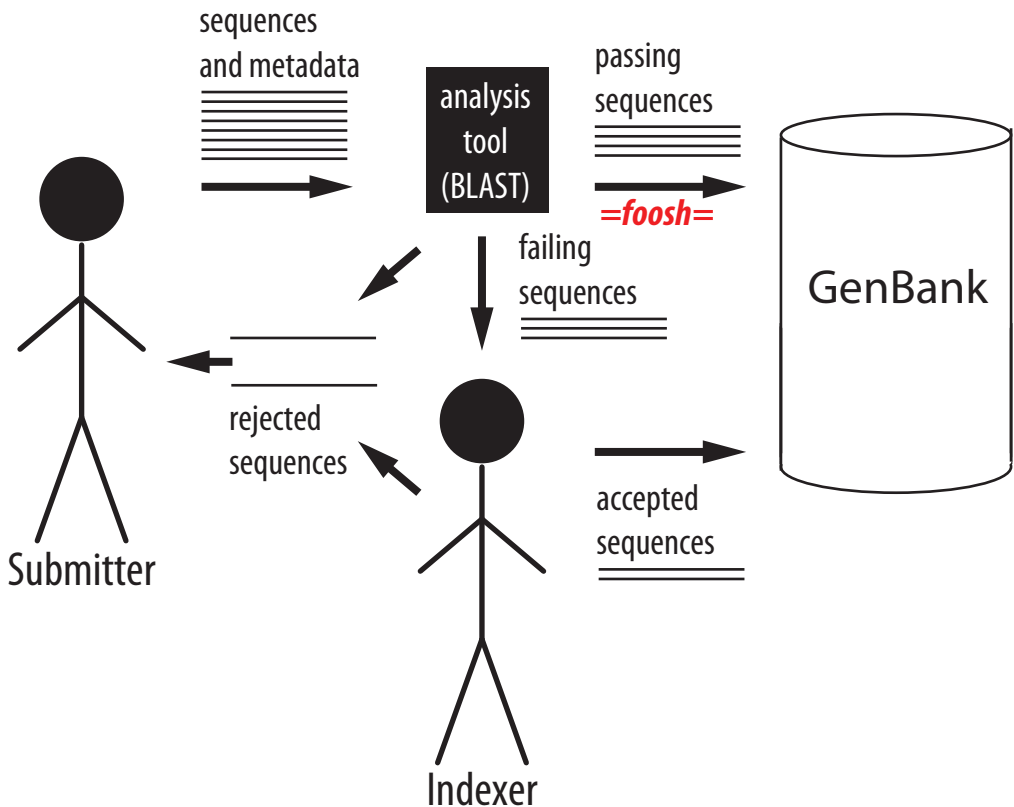 sequences
and metadata
analysis
tool
(BLAST)
passing
sequences
=foosh=
GenBank
failing
sequences
rejected
sequences
accepted
sequences
Submitter
Indexer